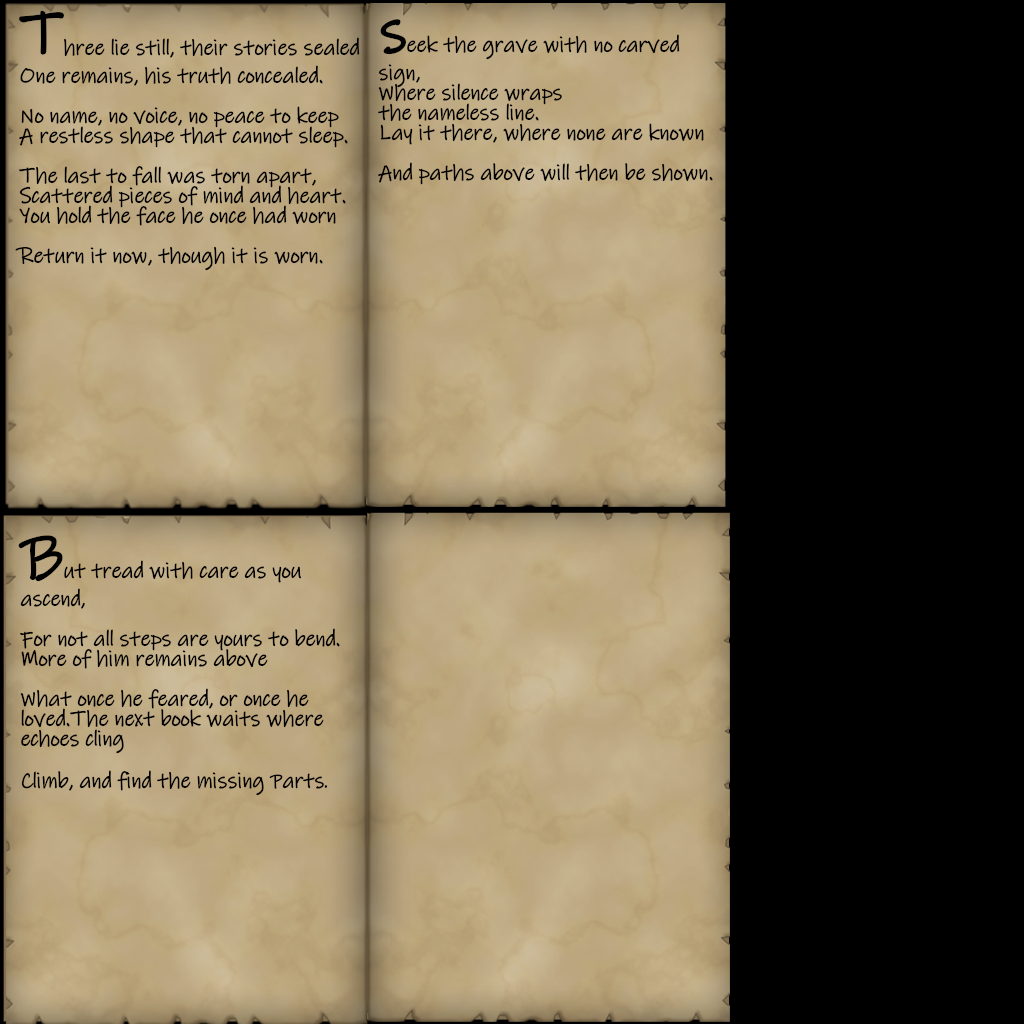 Three lie still, their stories sealed
One remains, his truth concealed.
No name, no voice, no peace to keep
A restless shape that cannot sleep.
The last to fall was torn apart,
Scattered pieces of mind and heart.
You hold the face he once had worn
Return it now, though it is worn.
Seek the grave with no carved
sign,
Where silence wraps
the nameless line.
Lay it there, where none are known
And paths above will then be shown.
But tread with care as you
ascend,
For not all steps are yours to bend.
More of him remains above
What once he feared, or once he
loved.The next book waits where
echoes cling
Climb, and find the missing Parts.